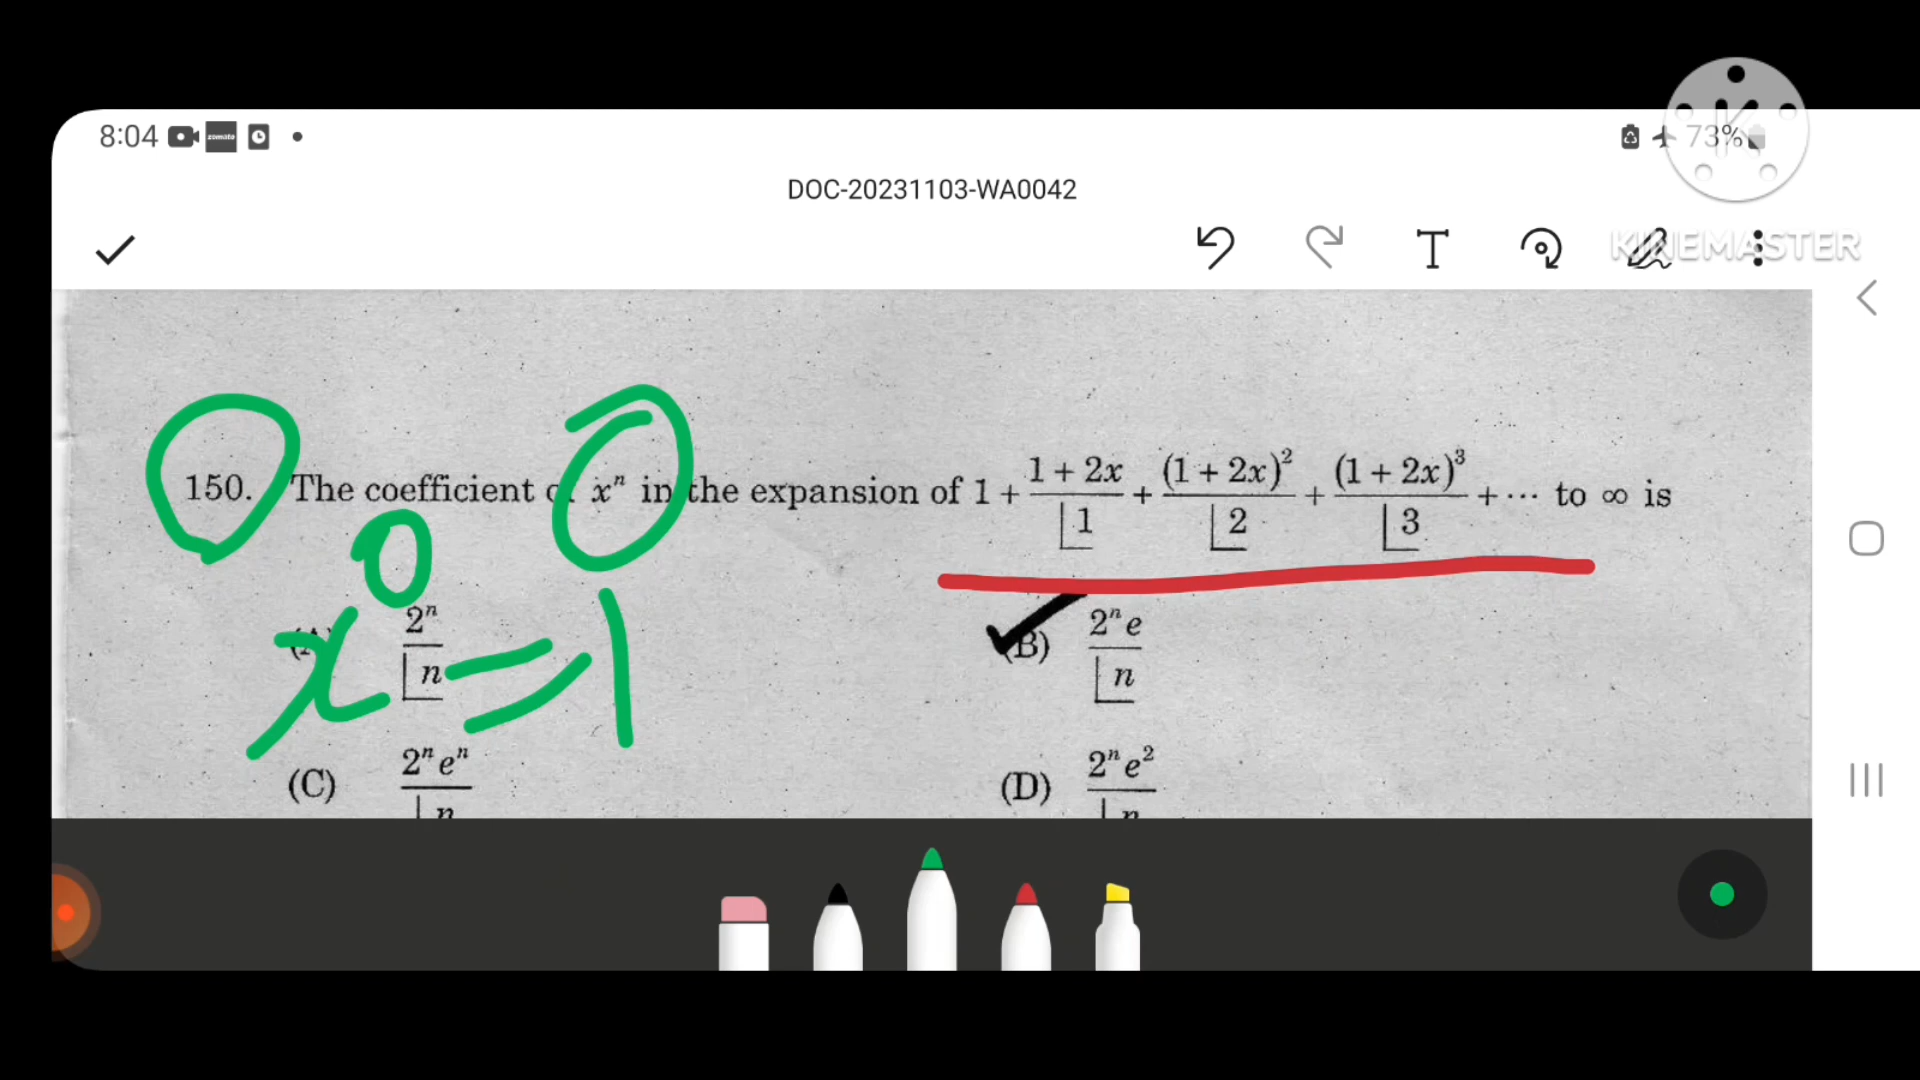 8:04 zomato 73%
DOC-20231103-WA0042
T KINEMASTER
150. The coefficient of xⁿ in the expansion of 1 + (1 + 2x)/⌊1 + (1 + 2x)²/⌊2 + (1 + 2x)³/⌊3 + ⋯ to ∞ is
x⁰ = 1
(A) 2ⁿ/⌊n (B) 2ⁿe/⌊n
(C) 2ⁿeⁿ/⌊n (D) 2ⁿe²/⌊n